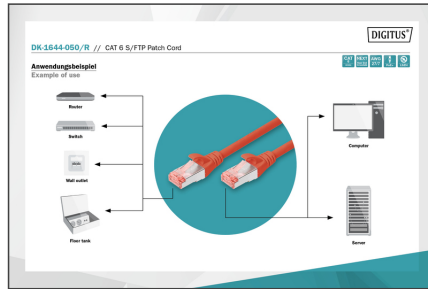 DIGITUS®
DK-1644-050/R // CAT 6 S/FTP Patch Cord
Anwendungsbeispiel
Example of use
Router
Switch
Wall outlet
Floor tank
Computer
Server